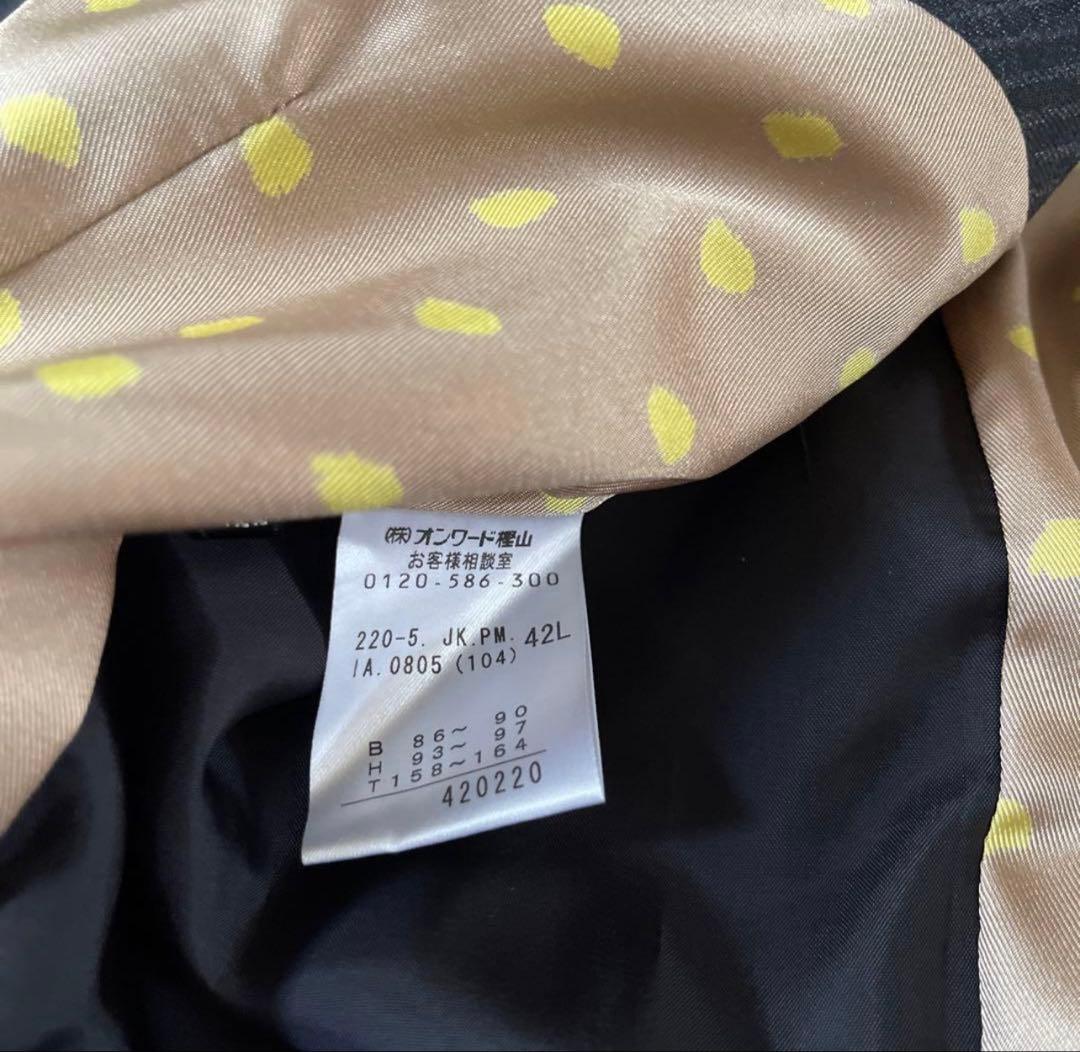 (株)オンワード樫山
お客様相談室
0120-586-300
220-5. JK.PM. 42L
IA.0805(104)
B 86～ 90
H 93～ 97
T158～164
420220